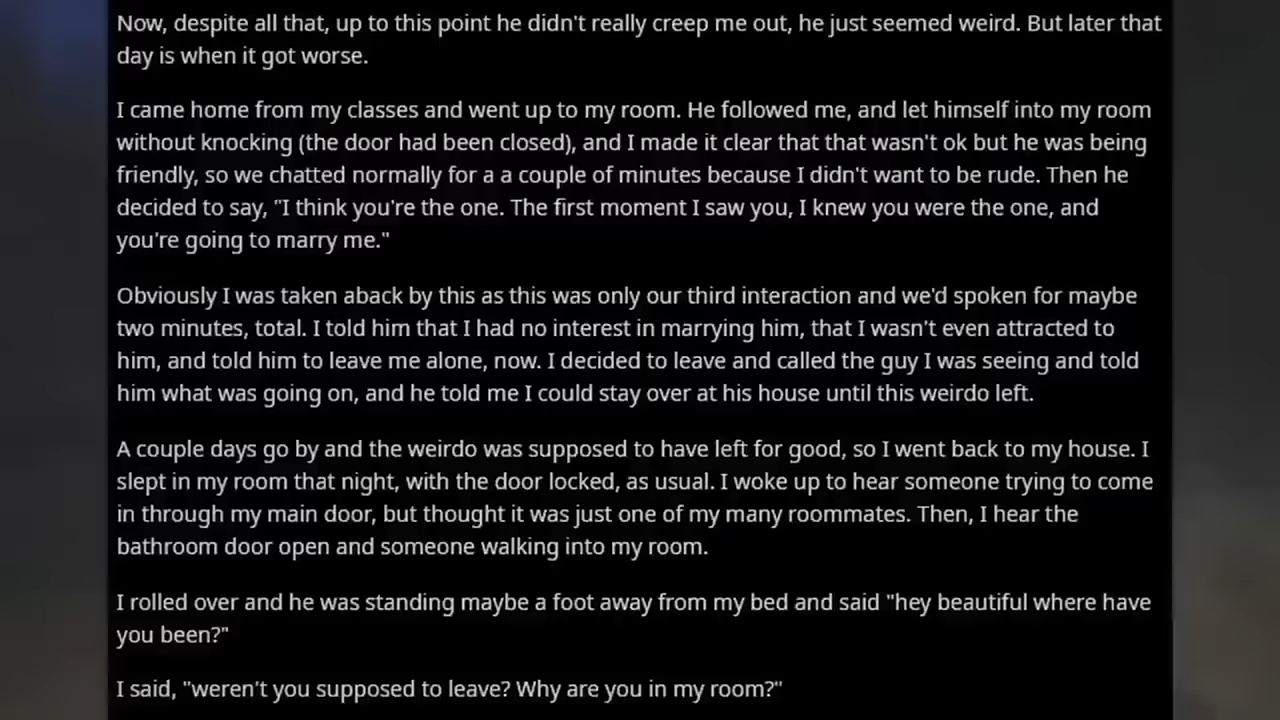 Now, despite all that, up to this point he didn't really creep me out, he just seemed weird. But later that
day is when it got worse.
I came home from my classes and went up to my room. He followed me, and let himself into my room
without knocking (the door had been closed), and I made it clear that that wasn't ok but he was being
friendly, so we chatted normally for a a couple of minutes because I didn't want to be rude. Then he
decided to say, "I think you're the one. The first moment I saw you, I knew you were the one, and
you're going to marry me."
Obviously I was taken aback by this as this was only our third interaction and we'd spoken for maybe
two minutes, total. I told him that I had no interest in marrying him, that I wasn't even attracted to
him, and told him to leave me alone, now. I decided to leave and called the guy I was seeing and told
him what was going on, and he told me I could stay over at his house until this weirdo left.
A couple days go by and the weirdo was supposed to have left for good, so I went back to my house. I
slept in my room that night, with the door locked, as usual. I woke up to hear someone trying to come
in through my main door, but thought it was just one of my many roommates. Then, I hear the
bathroom door open and someone walking into my room.
I rolled over and he was standing maybe a foot away from my bed and said "hey beautiful where have
you been?"
I said, "weren't you supposed to leave? Why are you in my room?"